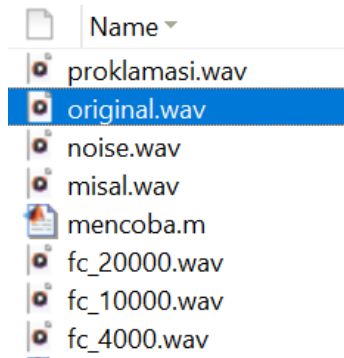 Name
proklamasi.wav
original.wav
noise.wav
misal.wav
mencoba.m
fc_20000.wav
fc_10000.wav
fc_4000.wav